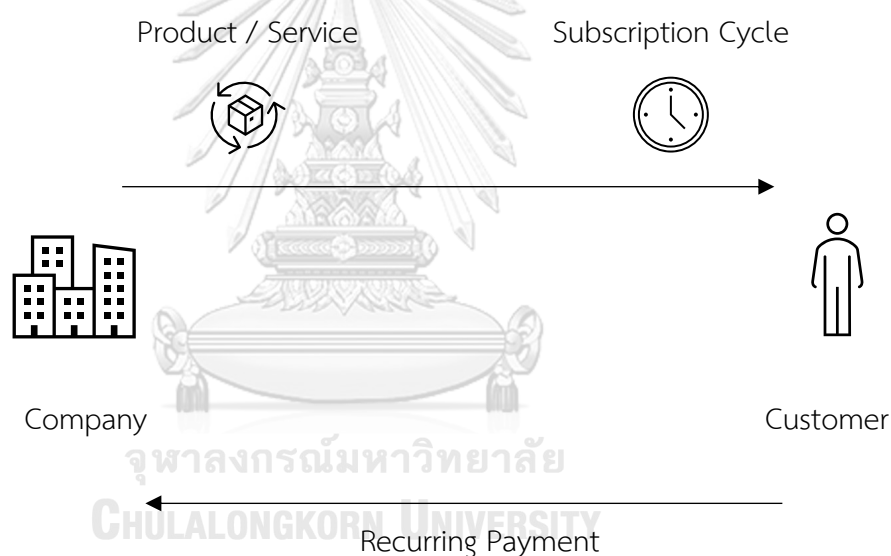 Product / Service
Subscription Cycle
Company
Customer
จุฬาลงกรณ์มหาวิทยาลัย
CHULALONGKORN UNIVERSITY
Recurring Payment